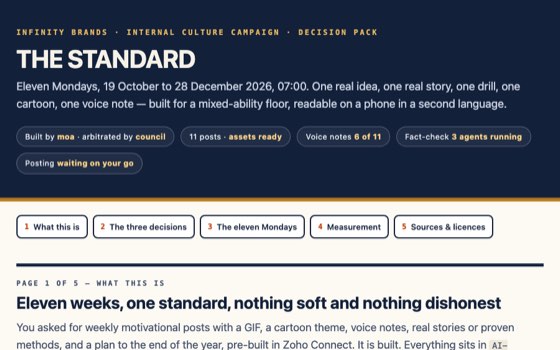 INFINITY BRANDS · INTERNAL CULTURE CAMPAIGN · DECISION PACK
THE STANDARD
Eleven Mondays, 19 October to 28 December 2026, 07:00. One real idea, one real story, one drill, one
cartoon, one voice note — built for a mixed-ability floor, readable on a phone in a second language.
Built by moa · arbitrated by council
11 posts · assets ready
Voice notes 6 of 11
Fact-check 3 agents running
Posting waiting on your go
1 What this is
2 The three decisions
3 The eleven Mondays
4 Measurement
5 Sources & licences
PAGE 1 OF 5 — WHAT THIS IS
Eleven weeks, one standard, nothing soft and nothing dishonest
You asked for weekly motivational posts with a GIF, a cartoon theme, voice notes, real stories or proven
methods, and a plan to the end of the year, pre-built in Zoho Connect. It is built. Everything sits in AI-